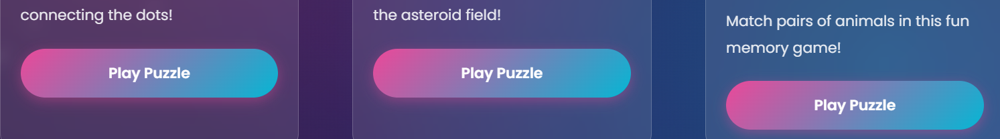 connecting the dots!
Play Puzzle
the asteroid field!
Play Puzzle
Match pairs of animals in this fun
memory game!
Play Puzzle